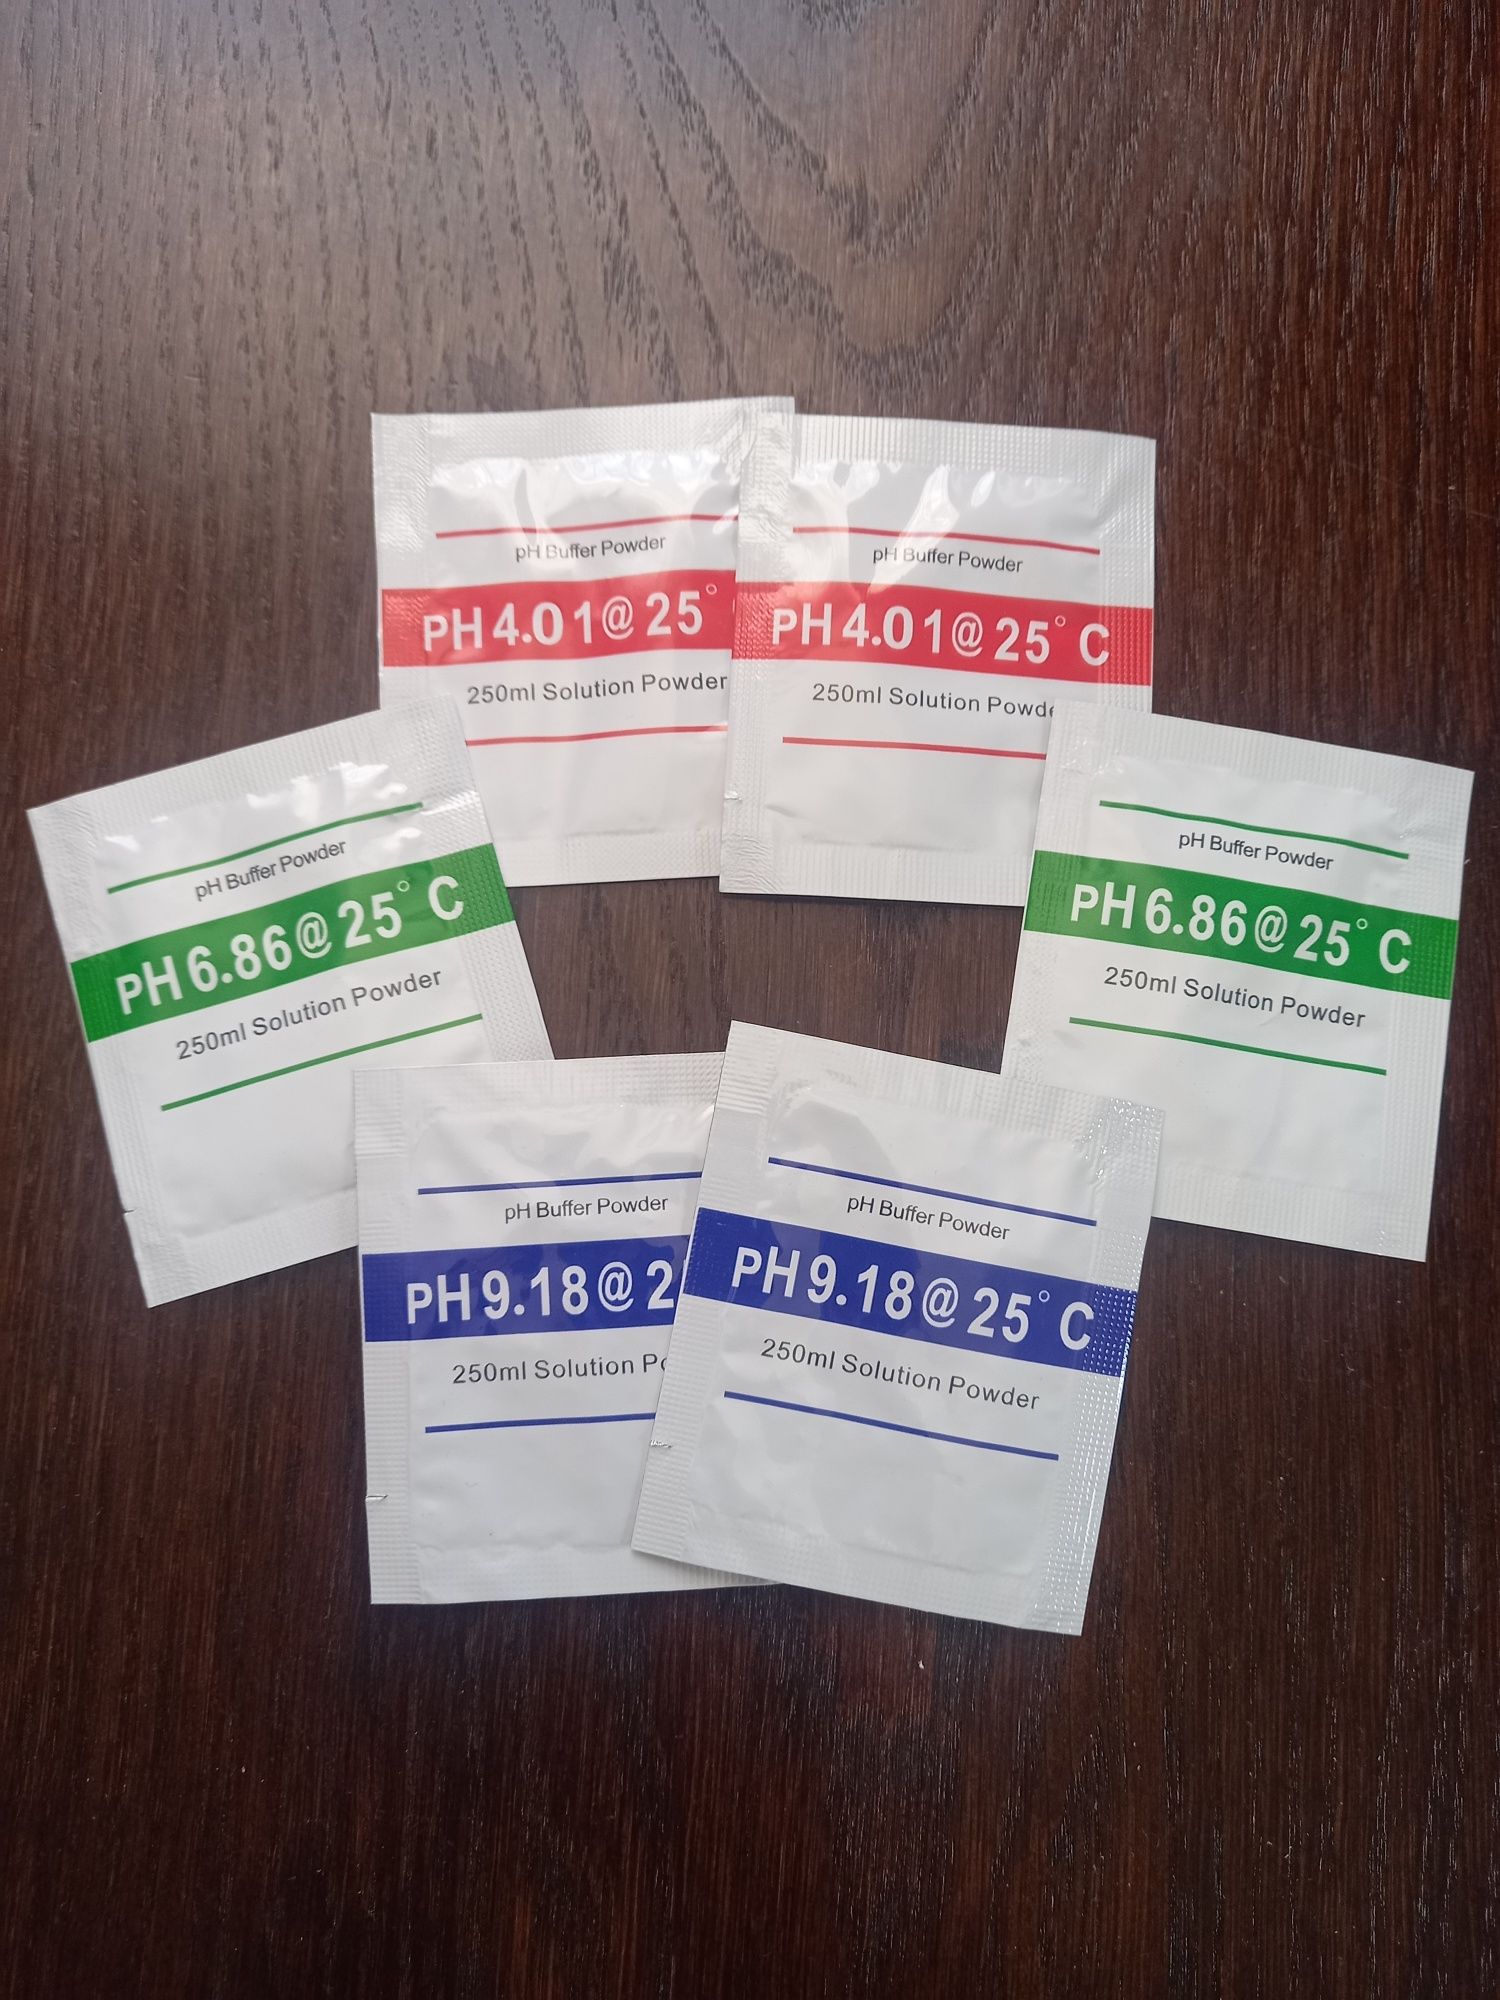 pH Buffer Powder
PH 4.01@ 25°
250ml Solution Powder
pH Buffer Powder
PH 4.01@ 25° C
250ml Solution
pH Buffer Powder
PH 6.86@ 25° C
250ml Solution Powder
pH Buffer Powder
PH 6.86@ 25° C
250ml Solution Powder
pH Buffer Powder
PH 9.18@
250ml Solution
pH Buffer Powder
PH 9.18@ 25° C
250ml Solution Powder